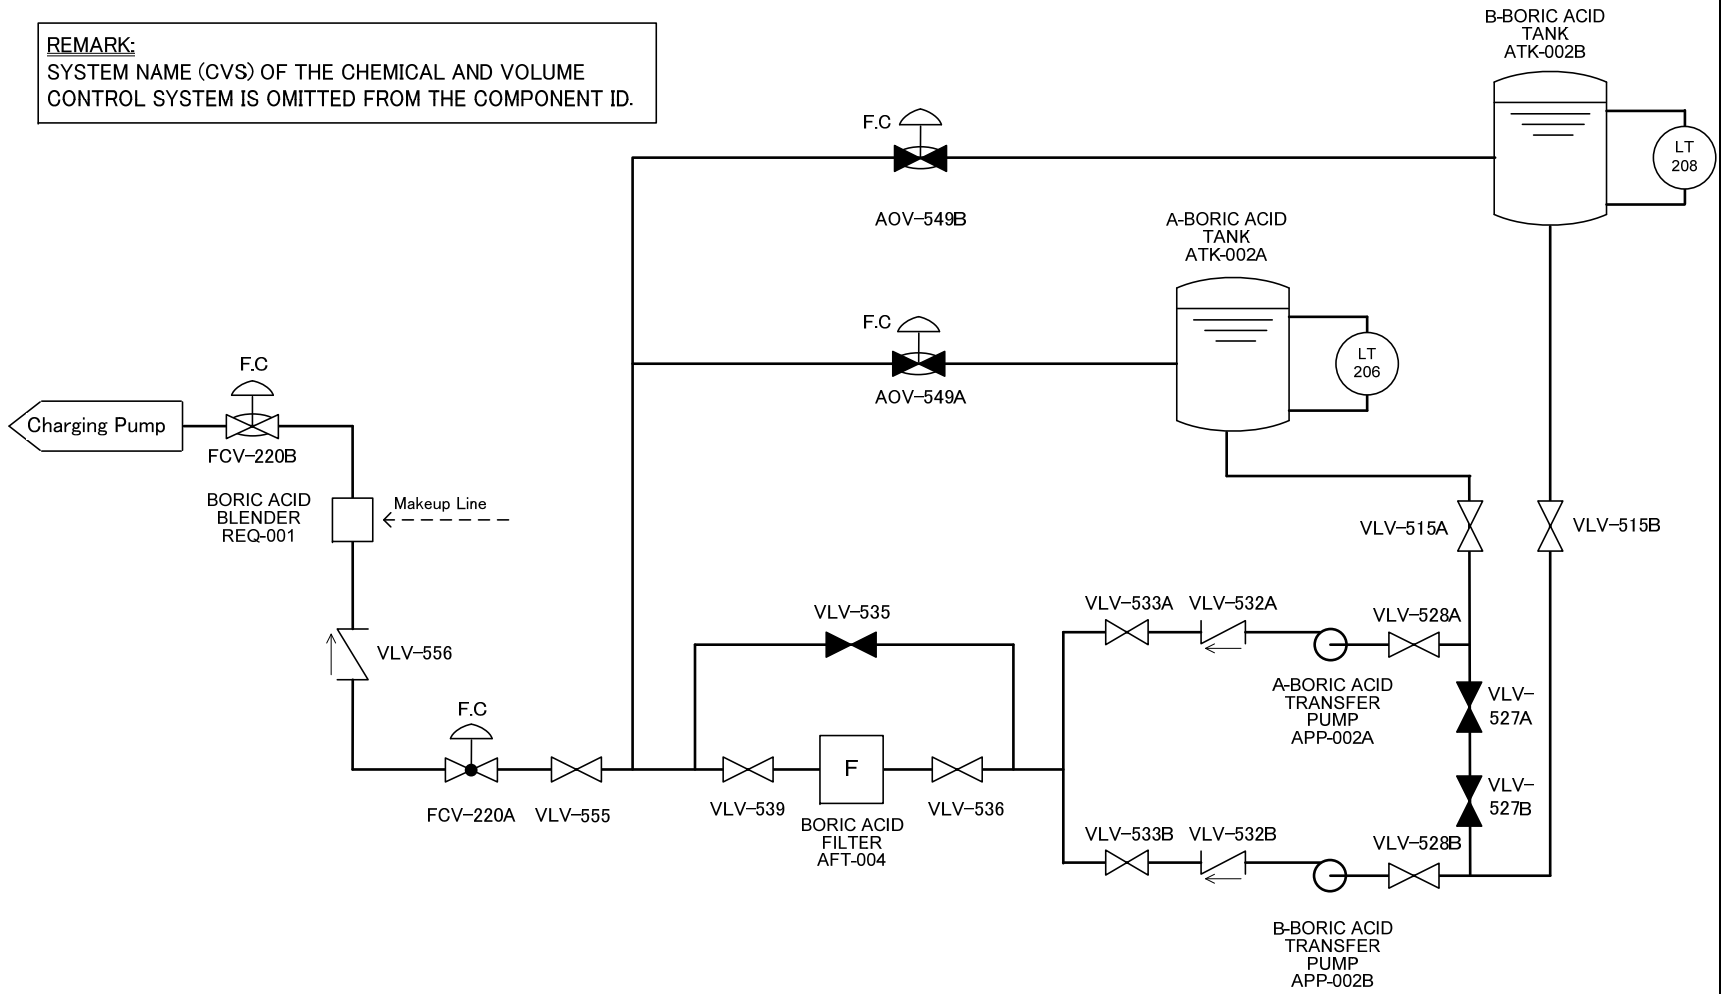 REMARK:
SYSTEM NAME (CVS) OF THE CHEMICAL AND VOLUME
CONTROL SYSTEM IS OMITTED FROM THE COMPONENT ID.
B-BORIC ACID
TANK
ATK-002B
LT
208
F.C
AOV-549B
A-BORIC ACID
TANK
ATK-002A
LT
206
F.C
AOV-549A
F.C
Charging Pump
FCV-220B
BORIC ACID
BLENDER
REQ-001
Makeup Line
VLV-515A
VLV-515B
VLV-556
VLV-535
VLV-533A
VLV-532A
VLV-528A
A-BORIC ACID
TRANSFER
PUMP
APP-002A
VLV-
527A
F.C
FCV-220A
VLV-555
VLV-539
F
BORIC ACID
FILTER
AFT-004
VLV-536
VLV-
527B
VLV-533B
VLV-532B
VLV-528B
B-BORIC ACID
TRANSFER
PUMP
APP-002B